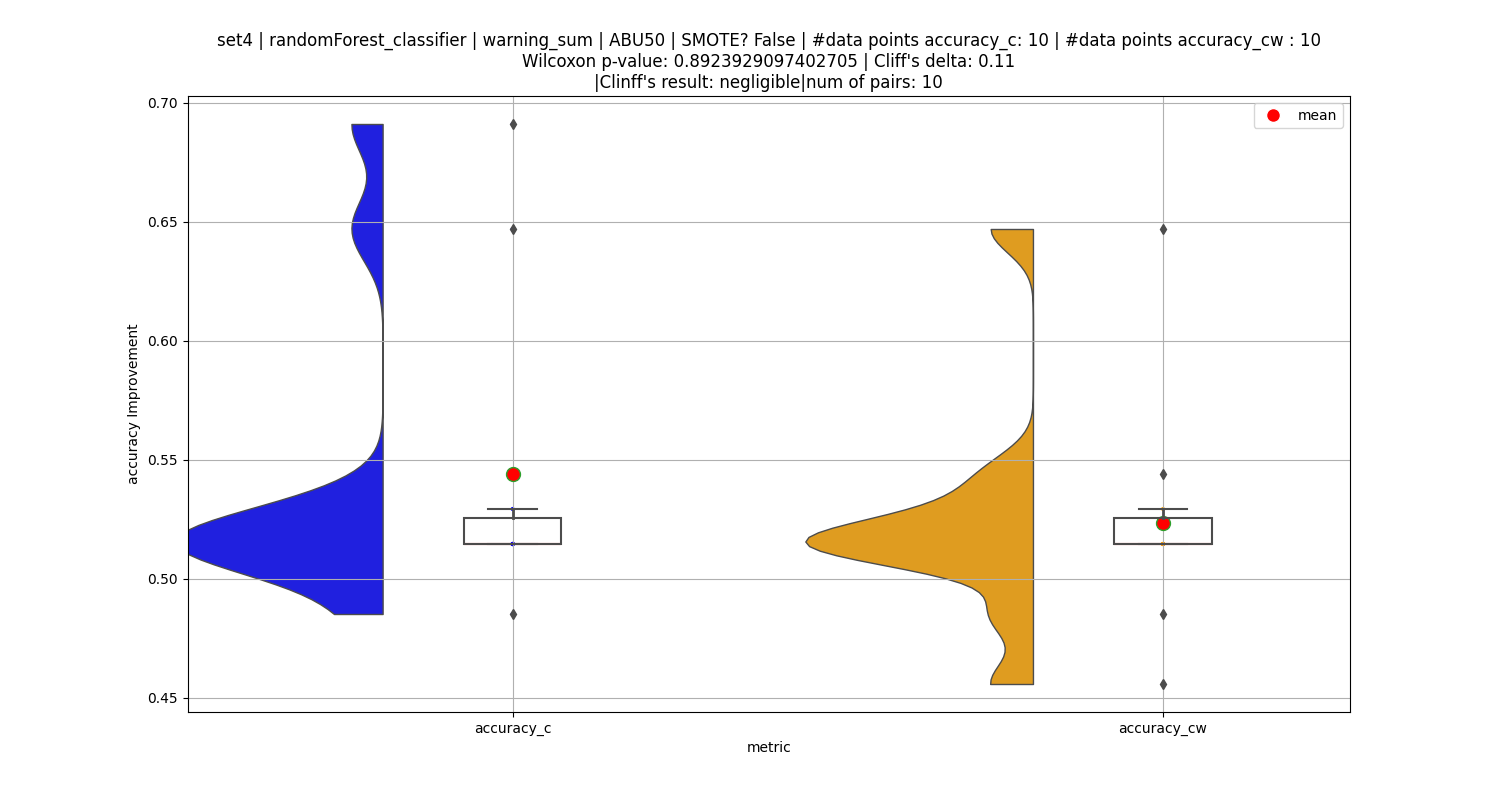 set4 | randomForest_classifier | warning_sum | ABU50 | SMOTE? False | #data points accuracy_c: 10 | #data points accuracy_cw : 10
Wilcoxon p-value: 0.8923929097402705 | Cliff's delta: 0.11
|Clinff's result: negligible|num of pairs: 10
mean
0.70
0.65
0.60
0.55
0.50
0.45
accuracy Improvement
accuracy_c
accuracy_cw
metric